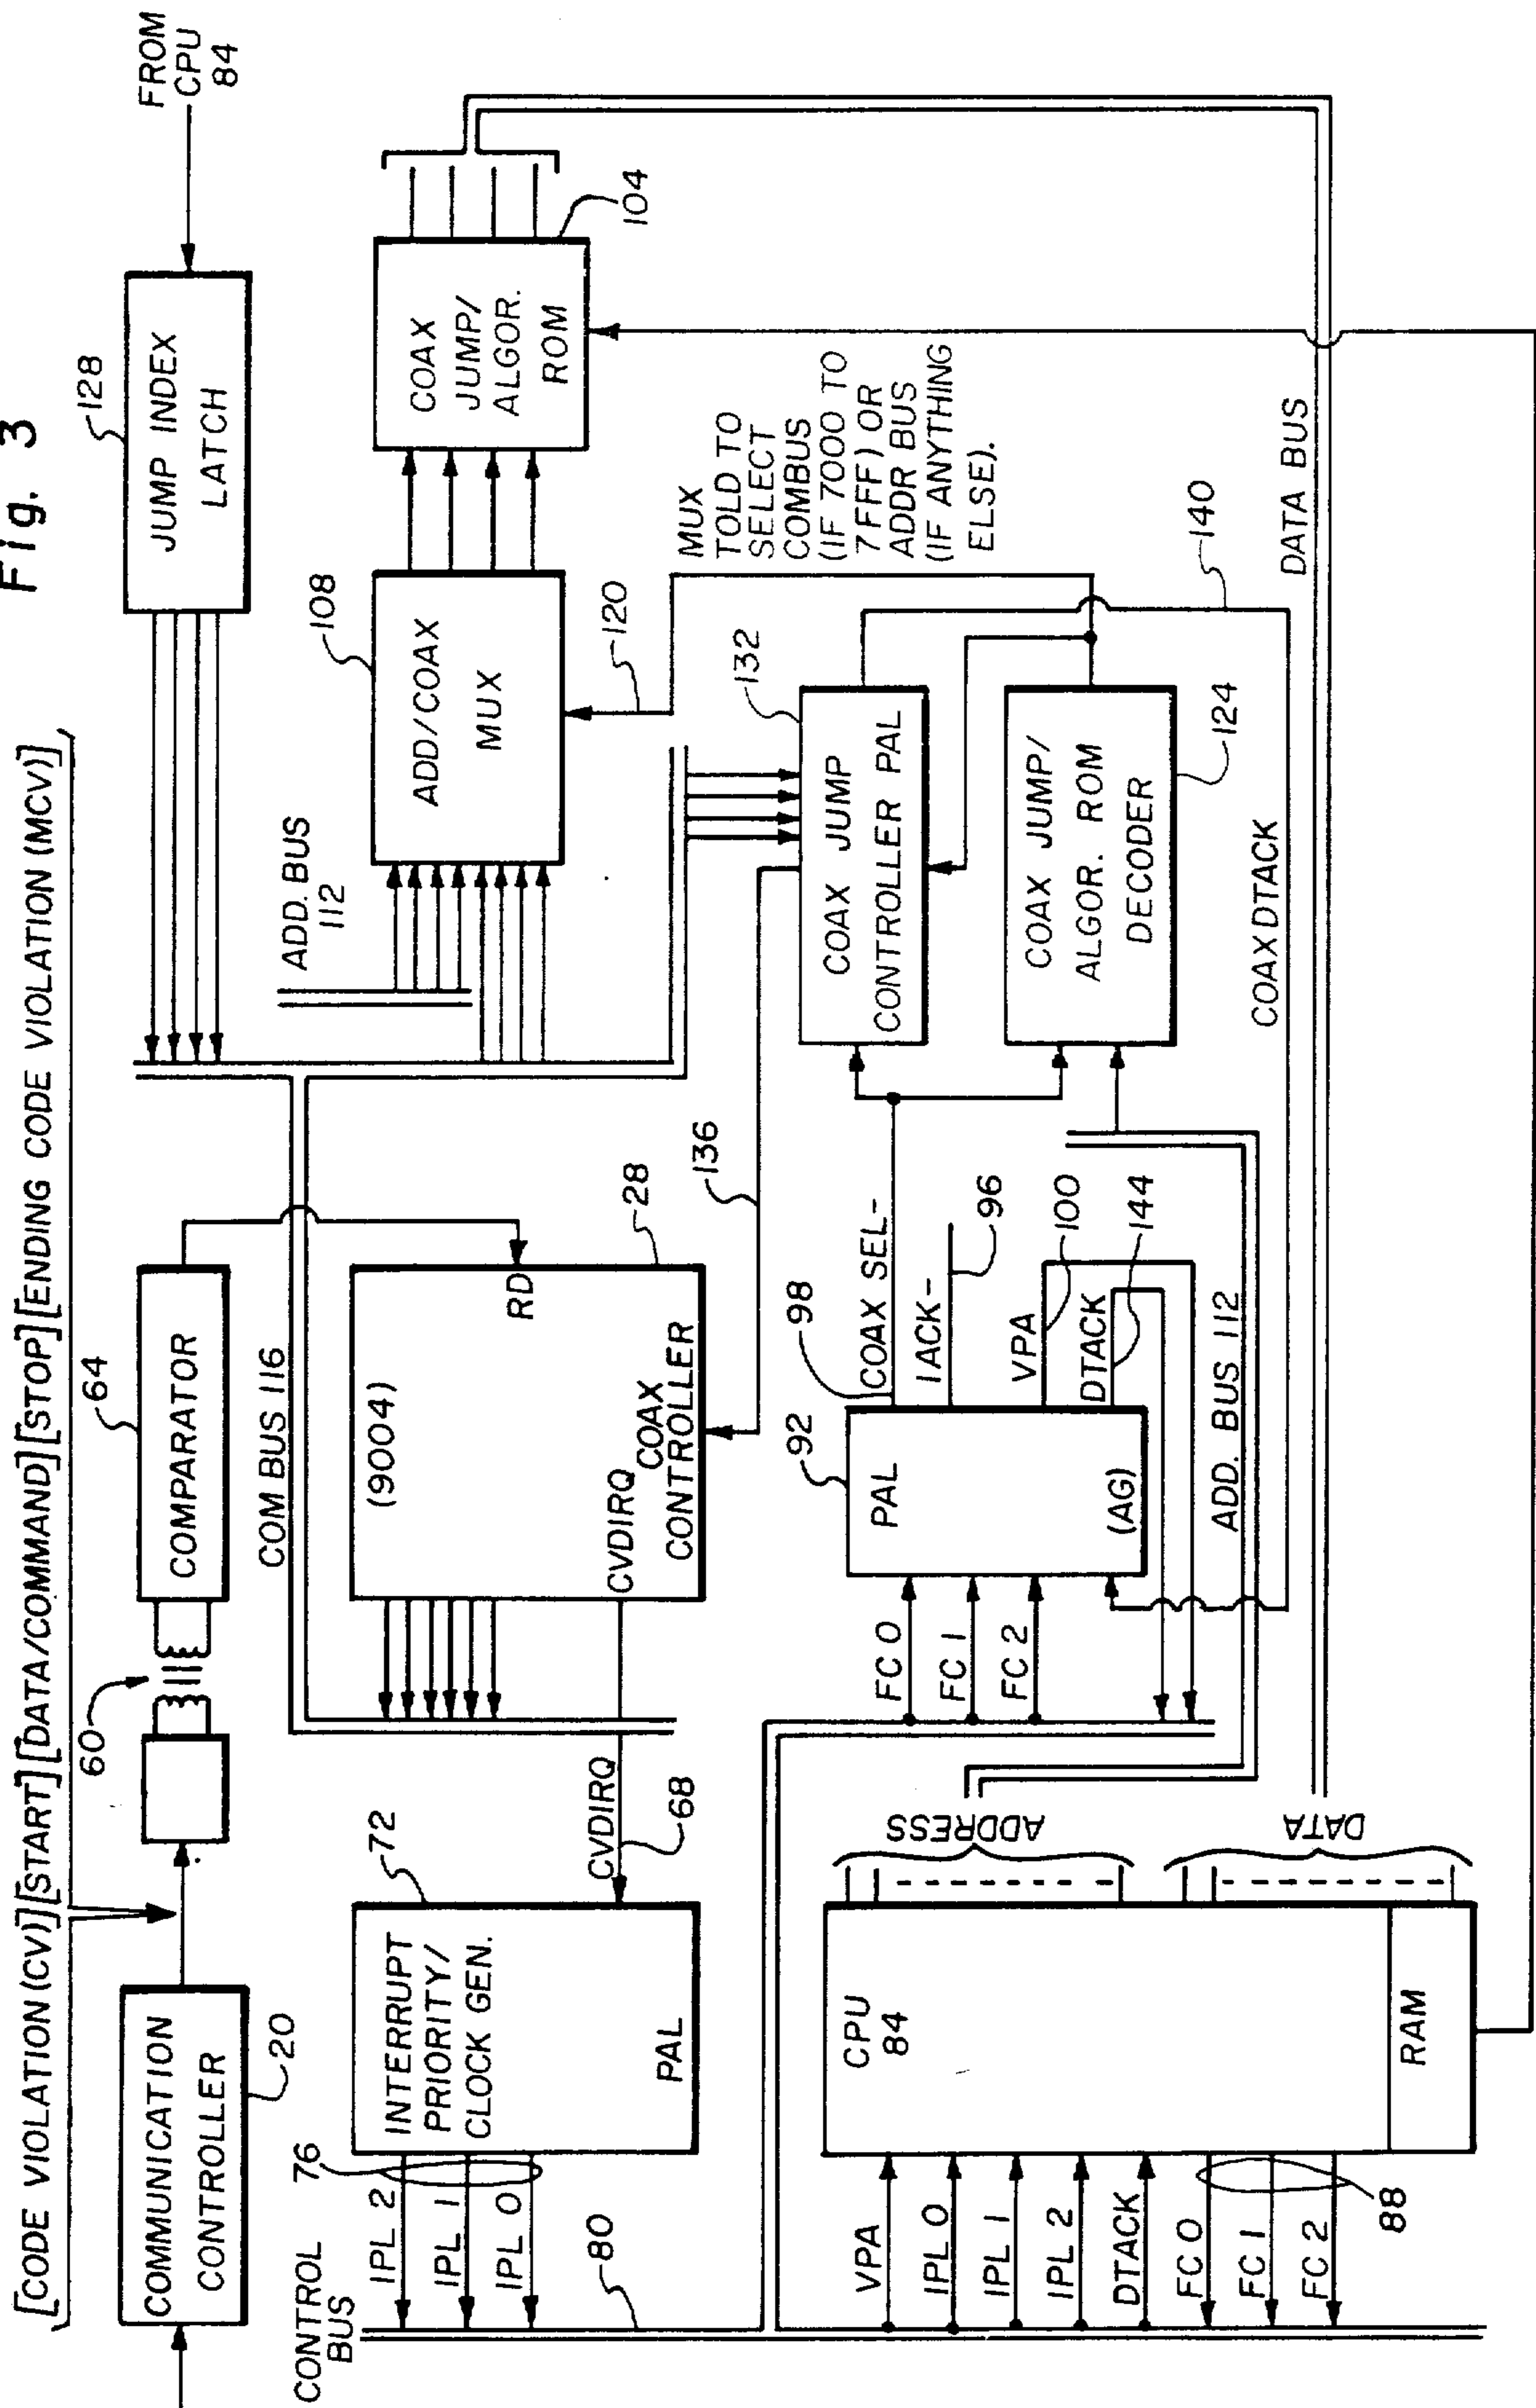 Fig. 3
[CODE VIOLATION (CV)][START][DATA/COMMAND][STOP][ENDING CODE VIOLATION (MCV)]
COMMUNICATION
CONTROLLER
20
60
COMPARATOR
64
JUMP INDEX
LATCH
128
FROM
CPU
84
COM BUS 116
CONTROL
BUS
IPL 2
IPL 1
IPL 0
76
80
INTERRUPT
PRIORITY/
CLOCK GEN.
PAL
72
CVDIRQ
68
(9004)
RD
CVDIRQ
COAX
CONTROLLER
28
136
ADD. BUS
112
ADD/COAX
MUX
108
120
COAX
JUMP/
ALGOR.
ROM
104
MUX
TOLD TO
SELECT
COMBUS
(IF 7000 TO
7FFF) OR
ADDR BUS
(IF ANYTHING
ELSE).
COAX JUMP
CONTROLLER PAL
132
140
COAX JUMP/
ALGOR. ROM
DECODER
124
COAX DTACK
DATA BUS
FC 0
FC 1
FC 2
PAL
(AG)
92
98
COAX SEL-
IACK-
96
VPA
100
DTACK
144
ADD. BUS 112
VPA
IPL 0
IPL 1
IPL 2
DTACK
FC 0
FC 1
FC 2
88
CPU
84
RAM
ADDRESS
DATA